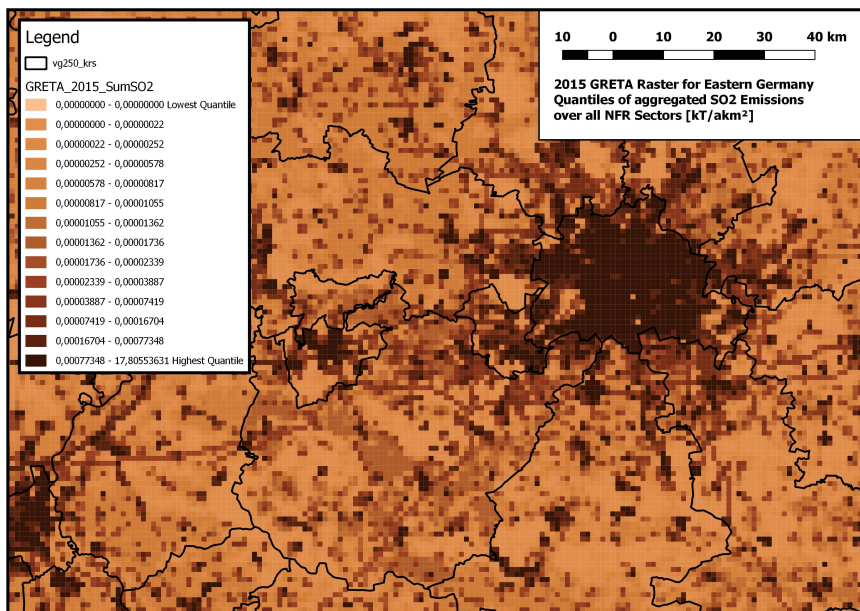 Legend
vg250_krs
GRETA_2015_SumSO2
0,00000000 - 0,00000000 Lowest Quantile
0,00000000 - 0,00000022
0,00000022 - 0,00000252
0,00000252 - 0,00000578
0,00000578 - 0,00000817
0,00000817 - 0,00001055
0,00001055 - 0,00001362
0,00001362 - 0,00001736
0,00001736 - 0,00002339
0,00002339 - 0,00003887
0,00003887 - 0,00007419
0,00007419 - 0,00016704
0,00016704 - 0,00077348
0,00077348 - 17,80553631 Highest Quantile
10 0 10 20 30 40 km
2015 GRETA Raster for Eastern Germany
Quantiles of aggregated SO2 Emissions
over all NFR Sectors [kT/akm²]